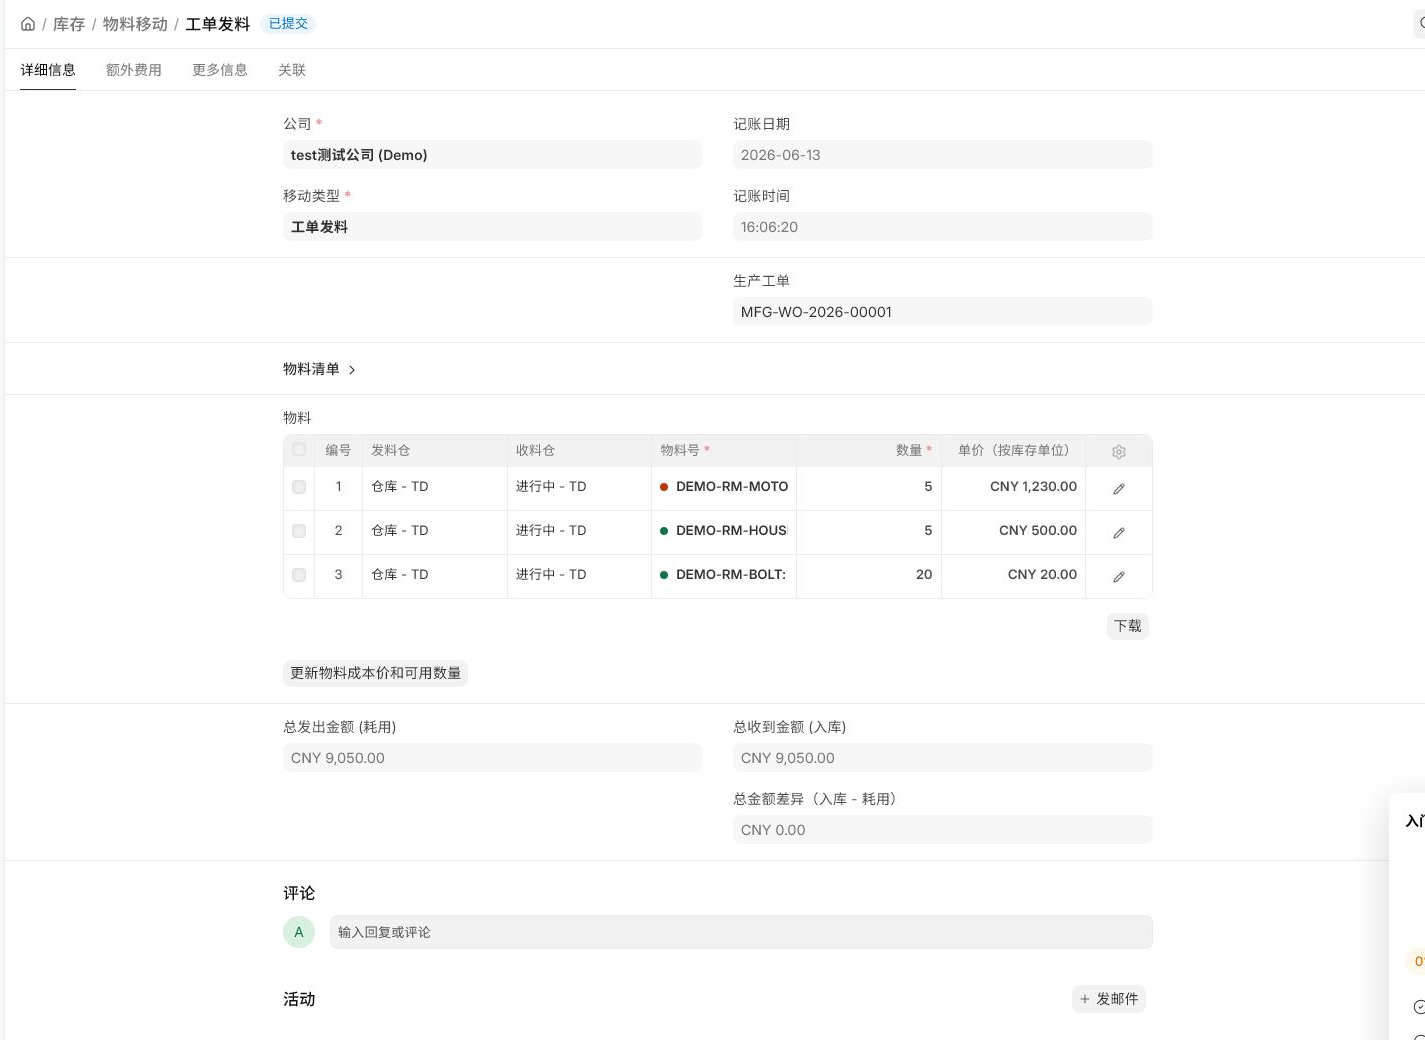 / 库存 / 物料移动 / 工单发料 已提交
详细信息 额外费用 更多信息 关联
公司 * 记账日期
test测试公司 (Demo) 2026-06-13
移动类型 * 记账时间
工单发料 16:06:20
生产工单
MFG-WO-2026-00001
物料清单
物料
编号 发料仓 收料仓 物料号 * 数量 * 单价（按库存单位）
1 仓库 - TD 进行中 - TD DEMO-RM-MOTO 5 CNY 1,230.00
2 仓库 - TD 进行中 - TD DEMO-RM-HOUS 5 CNY 500.00
3 仓库 - TD 进行中 - TD DEMO-RM-BOLT: 20 CNY 20.00
下载
更新物料成本价和可用数量
总发出金额 (耗用) 总收到金额 (入库)
CNY 9,050.00 CNY 9,050.00
总金额差异（入库 - 耗用）
CNY 0.00
入
评论
A 输入回复或评论
活动 + 发邮件